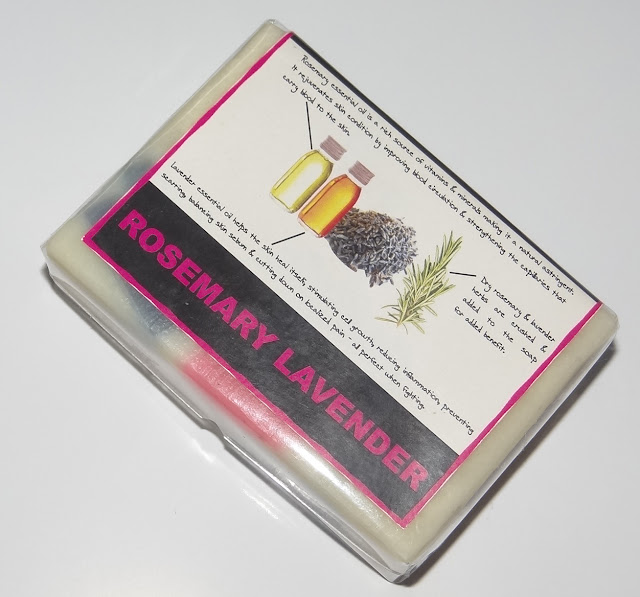 Rosemary essential oil is a rich source of vitamins & minerals making it a natural astringent.
It rejuvenates skin condition by improving blood circulation & strengthening the capillaries that
carry blood to the skin.
Lavender essential oil helps the skin heal itself, stimulating cell growth, reducing inflammation, preventing
scarring, balancing skin sebum & cutting down on localized pain - all perfect when fighting.
Dry rosemary & lavender
herbs are crushed &
added to the soap
for added benefit.
ROSEMARY LAVENDER